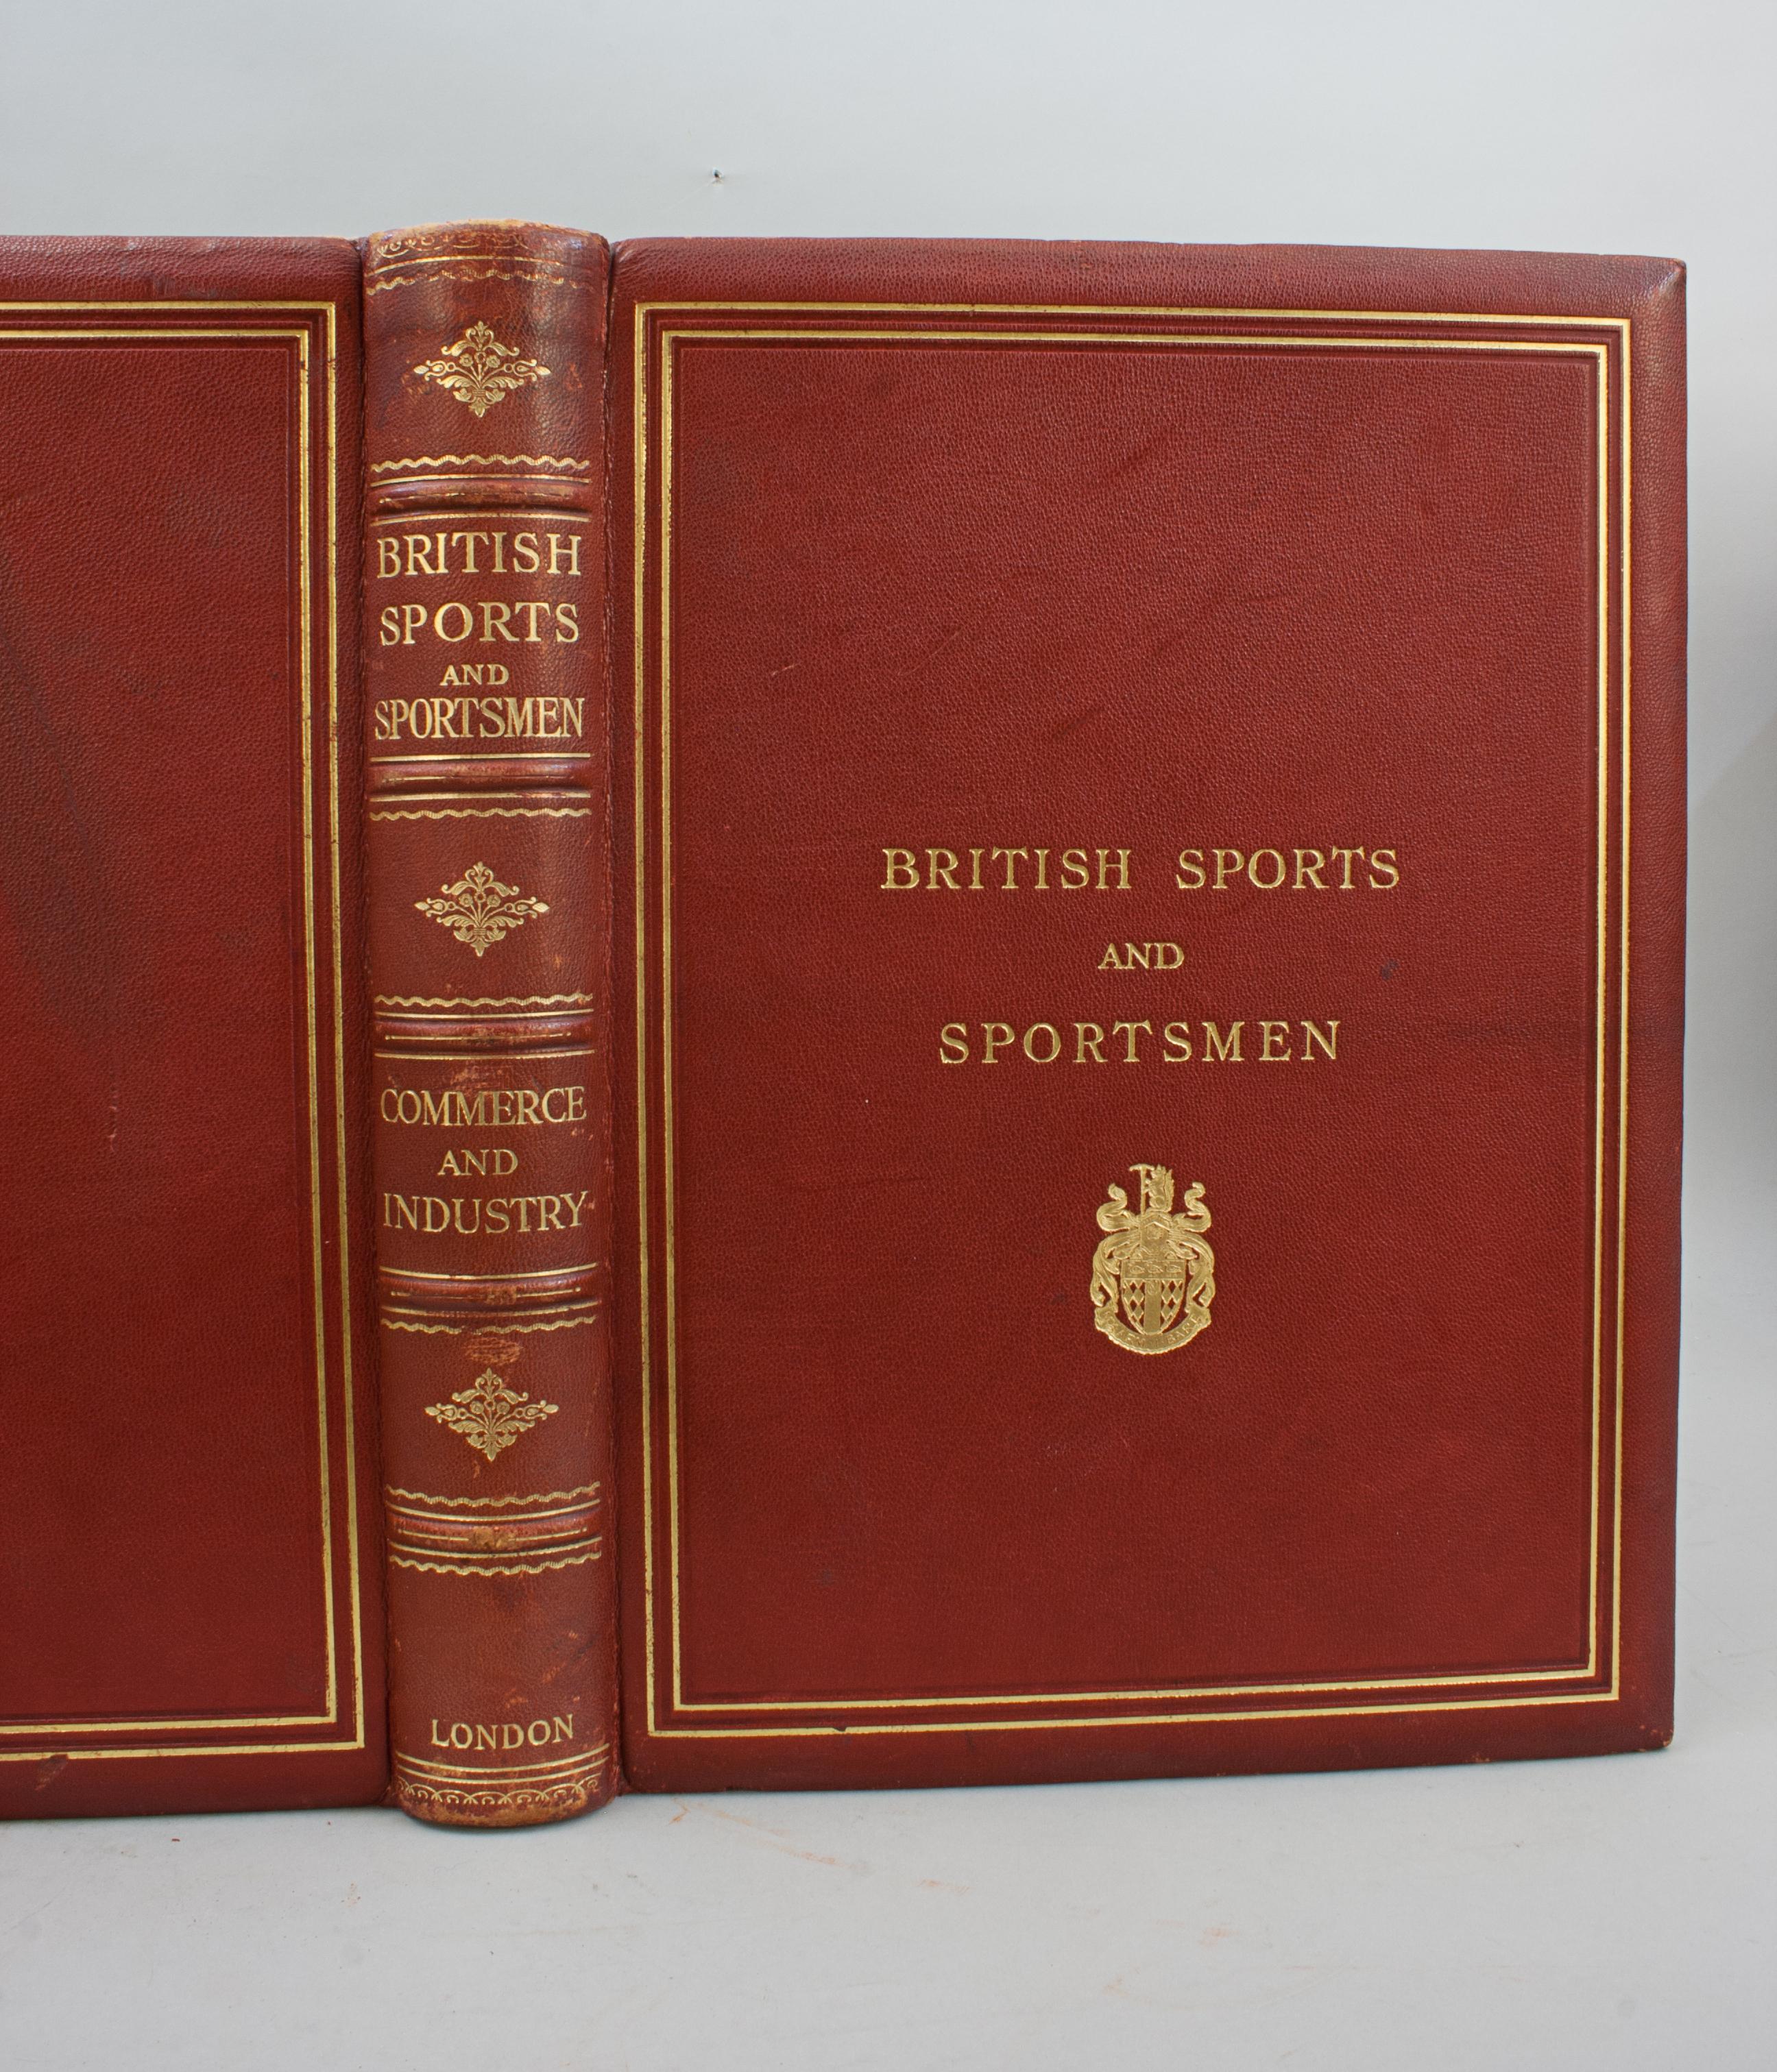 BRITISH
SPORTS
AND
SPORTSMEN
COMMERCE
AND
INDUSTRY
LONDON
BRITISH SPORTS
AND
SPORTSMEN